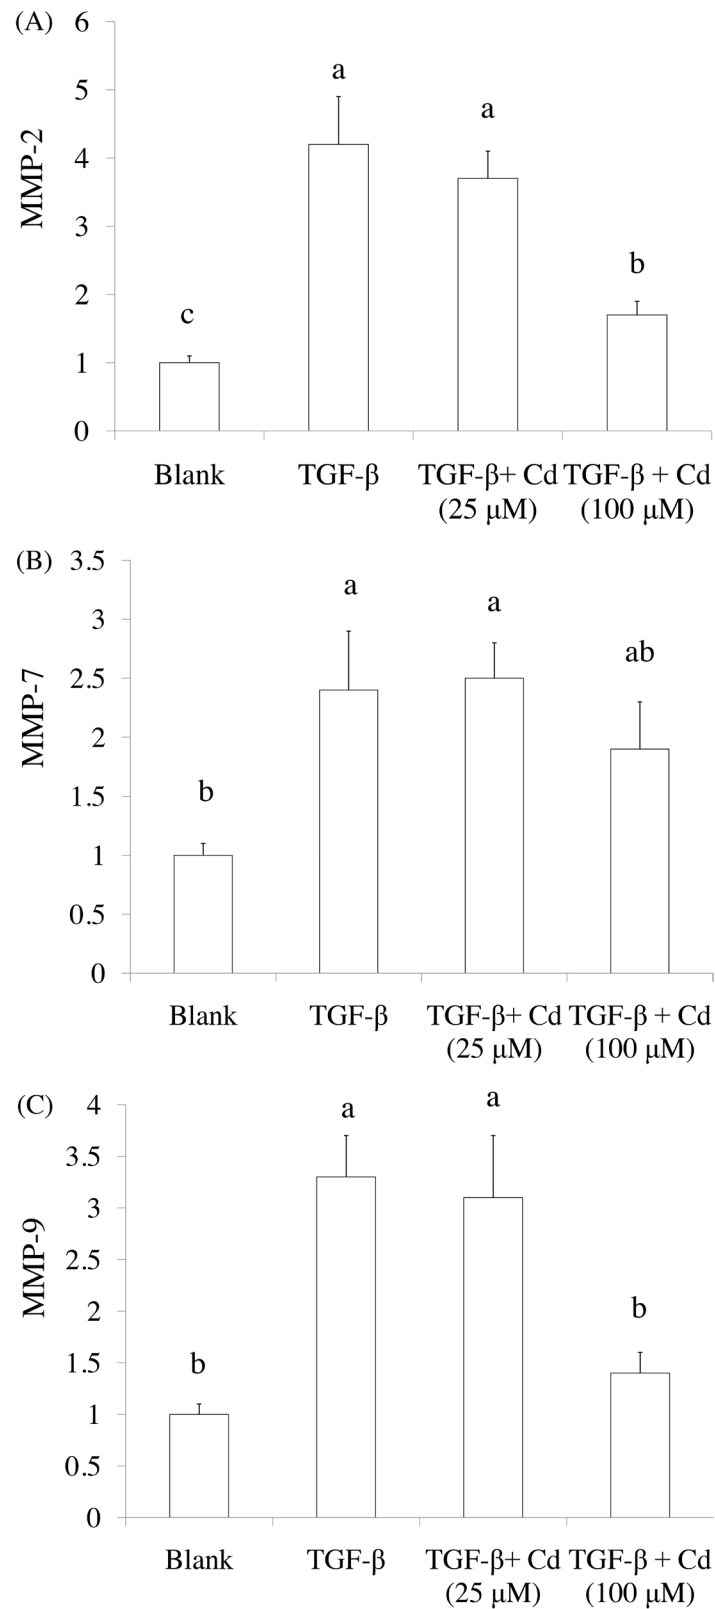 (A)
MMP-2
6
5
4
3
2
1
0
c
a
a
b
Blank TGF-β TGF-β+ Cd TGF-β + Cd
(25 μM) (100 μM)
(B)
MMP-7
3.5
3
2.5
2
1.5
1
0.5
0
b
a
a
ab
Blank TGF-β TGF-β+ Cd TGF-β + Cd
(25 μM) (100 μM)
(C)
MMP-9
4
3.5
3
2.5
2
1.5
1
0.5
0
b
a
a
b
Blank TGF-β TGF-β+ Cd TGF-β + Cd
(25 μM) (100 μM)